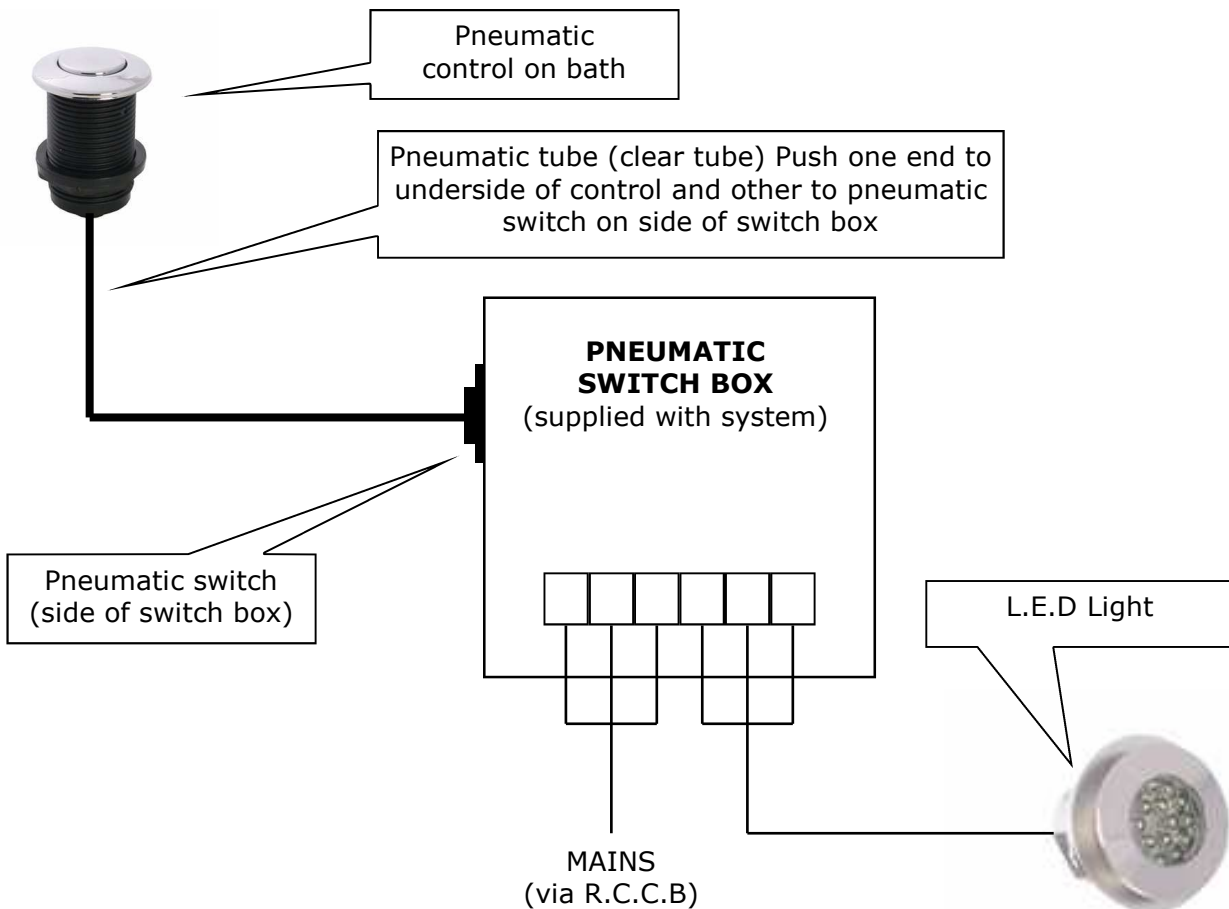 Pneumatic
control on bath
Pneumatic tube (clear tube) Push one end to
underside of control and other to pneumatic
switch on side of switch box
PNEUMATIC
SWITCH BOX
(supplied with system)
Pneumatic switch
(side of switch box)
L.E.D Light
MAINS
(via R.C.C.B)